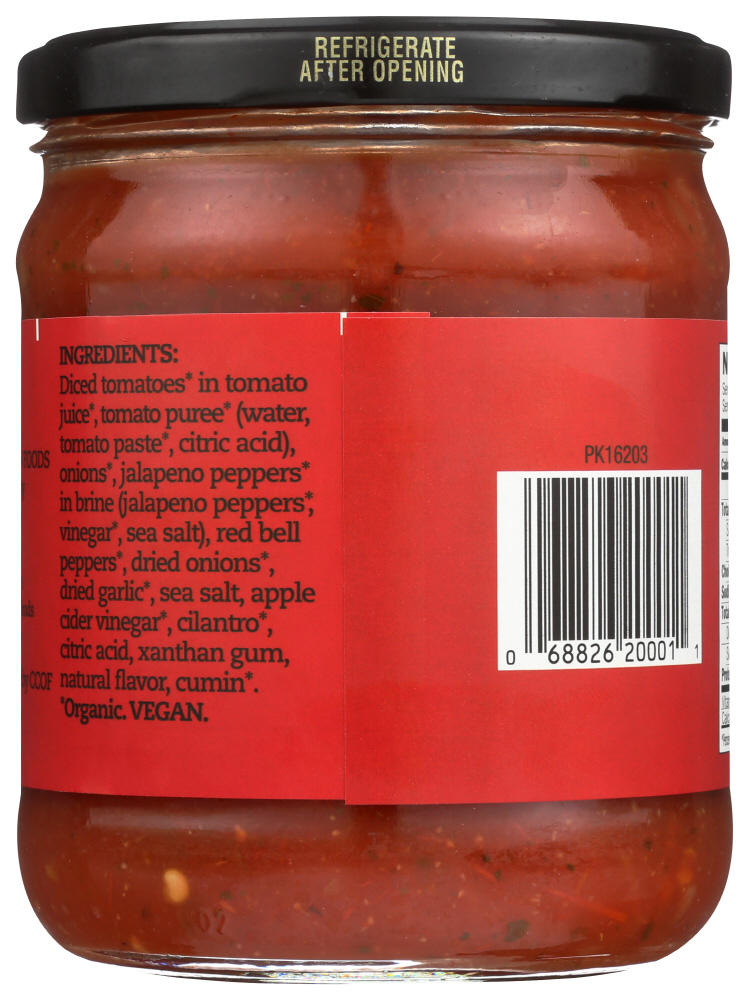 REFRIGERATE
AFTER OPENING
INGREDIENTS:
Diced tomatoes* in tomato
juice*, tomato puree* (water,
tomato paste*, citric acid),
onions*, jalapeno peppers*
in brine (jalapeno peppers*,
vinegar*, sea salt), red bell
peppers*, dried onions*,
dried garlic*, sea salt, apple
cider vinegar*, cilantro*,
citric acid, xanthan gum,
natural flavor, cumin*.
*Organic. VEGAN.
FOODS
CCOF
PK16203
0 68826 20001 1